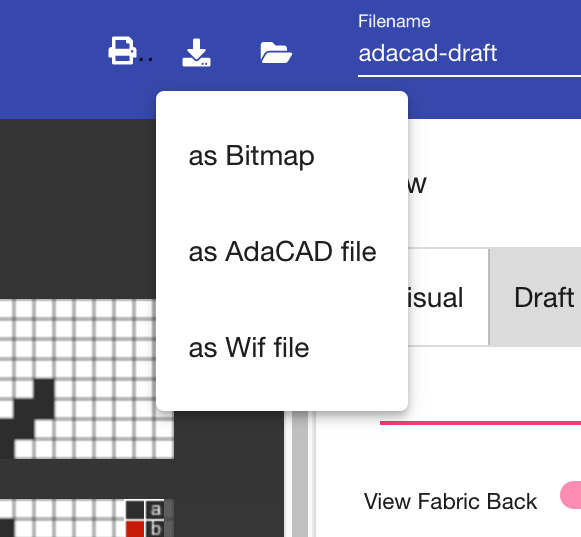 Filename
adacad-draft
as Bitmap
w
as AdaCAD file
isual
Draft
as Wif file
View Fabric Back
a
b